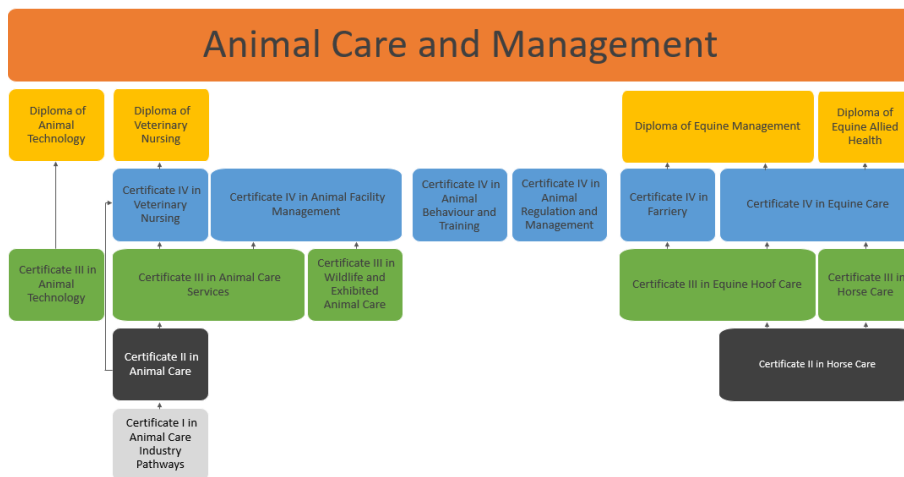 Animal Care and Management
Diploma of
Animal
Technology
Diploma of
Veterinary
Nursing
Diploma of Equine Management
Diploma of
Equine Allied
Health
Certificate IV in
Veterinary
Nursing
Certificate IV in Animal Facility
Management
Certificate IV in
Animal
Behaviour and
Training
Certificate IV in
Animal
Regulation and
Management
Certificate IV in
Farriery
Certificate IV in Equine Care
Certificate III in
Animal
Technology
Certificate III in Animal Care
Services
Certificate III in
Wildlife and
Exhibited
Animal Care
Certificate III in Equine Hoof Care
Certificate III in
Horse Care
Certificate II in
Animal Care
Certificate II in Horse Care
Certificate I in
Animal Care
Industry
Pathways